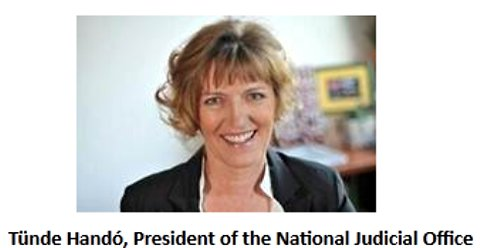 Tünde Handó, President of the National Judicial Office